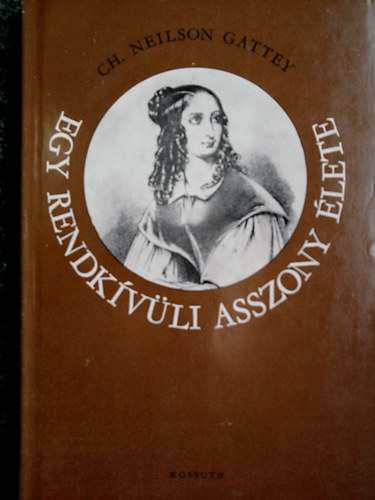 CH. NEILSON GATTEY
EGY RENDKÍVÜLI ASSZONY ÉLETE
KOSSUTH